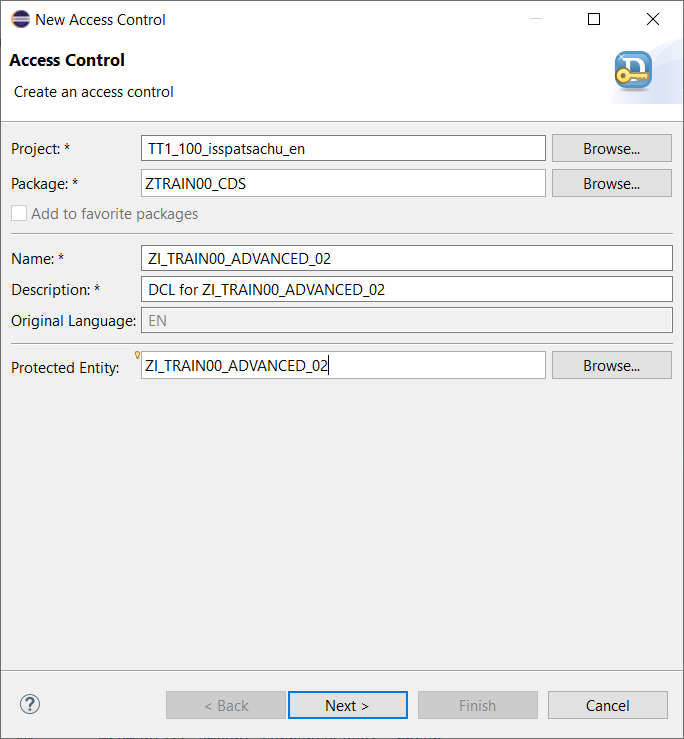 New Access Control
Access Control
Create an access control
Project: * TT1_100_isspatsachu_en Browse...
Package: * ZTRAIN00_CDS Browse...
Add to favorite packages
Name: * ZI_TRAIN00_ADVANCED_02
Description: * DCL for ZI_TRAIN00_ADVANCED_02
Original Language: EN
Protected Entity: ZI_TRAIN00_ADVANCED_02 Browse...
? < Back Next > Finish Cancel